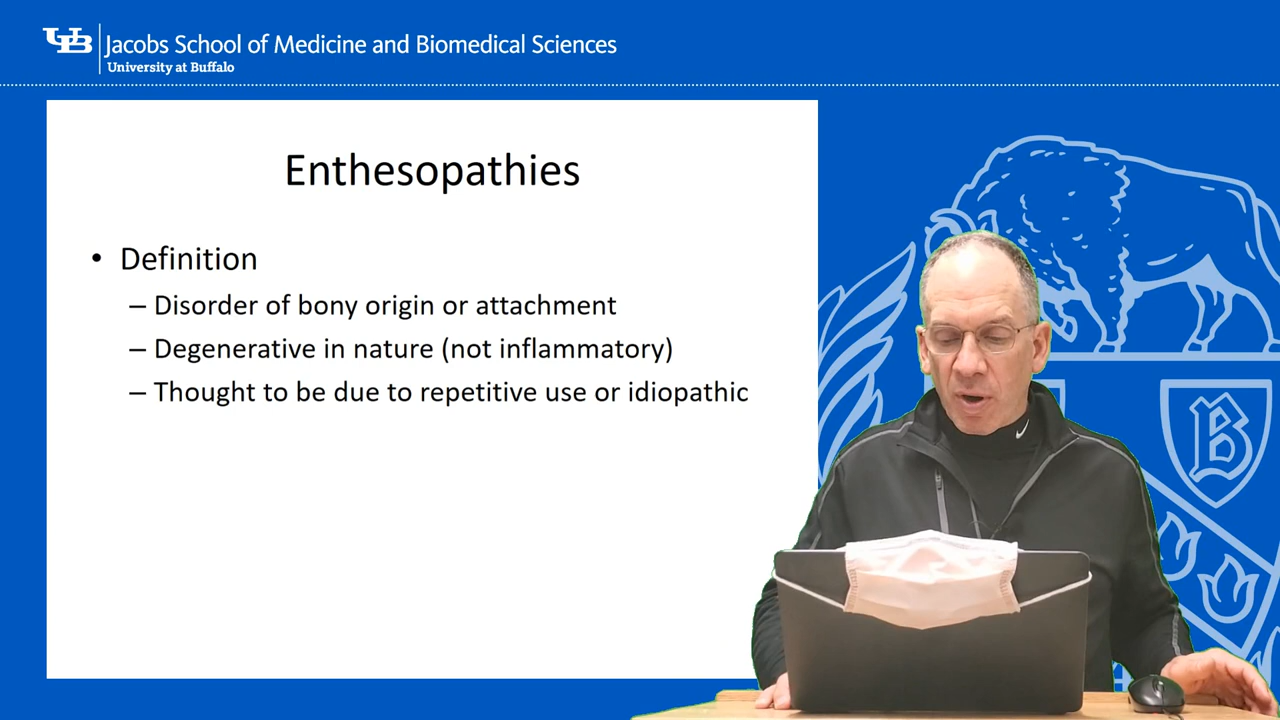 UB Jacobs School of Medicine and Biomedical Sciences
University at Buffalo
Enthesopathies
• Definition
– Disorder of bony origin or attachment
– Degenerative in nature (not inflammatory)
– Thought to be due to repetitive use or idiopathic
B